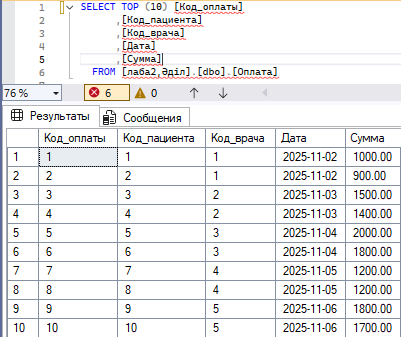 1 SELECT TOP (10) [Код_оплаты]
2 ,[Код_пациента]
3 ,[Код_врача]
4 ,[Дата]
5 ,[Сумма]
6 FROM [лаба2,Әділ].[dbo].[Оплата]
76 % 6 0
Результаты Сообщения
Код_оплаты Код_пациента Код_врача Дата Сумма
1 1 1 1 2025-11-02 1000.00
2 2 2 1 2025-11-02 900.00
3 3 3 2 2025-11-03 1500.00
4 4 4 2 2025-11-03 1400.00
5 5 5 3 2025-11-04 2000.00
6 6 6 3 2025-11-04 1800.00
7 7 7 4 2025-11-05 1200.00
8 8 8 4 2025-11-05 1200.00
9 9 9 5 2025-11-06 1800.00
10 10 10 5 2025-11-06 1700.00